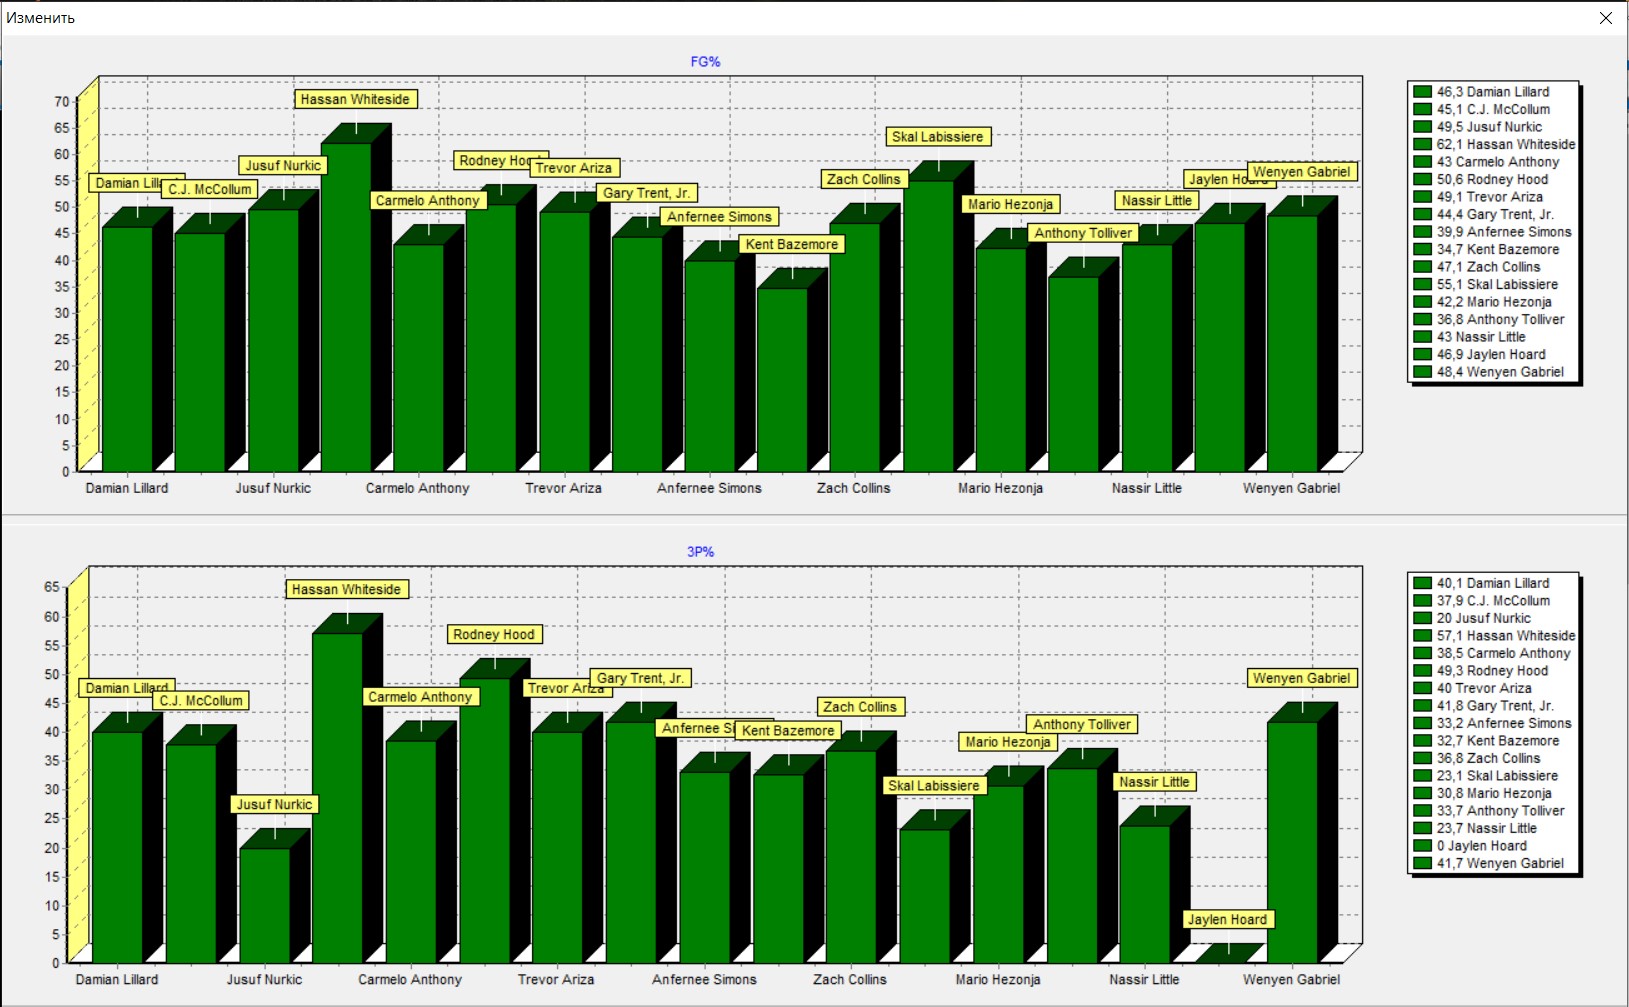 Изменить
FG%
70
65
60
55
50
45
40
35
30
25
20
15
10
5
0
Hassan Whiteside
Skal Labissiere
Rodney Hood
Jusuf Nurkic
Trevor Ariza
Wenyen Gabriel
Damian Lill
C.J. McCollum
Zach Collins
Jaylen Hoard
Gary Trent, Jr.
Carmelo Anthony
Nassir Little
Mario Hezonja
Anfernee Simons
Anthony Tolliver
Kent Bazemore
Damian Lillard
Jusuf Nurkic
Carmelo Anthony
Trevor Ariza
Anfernee Simons
Zach Collins
Mario Hezonja
Nassir Little
Wenyen Gabriel
46,3 Damian Lillard
45,1 C.J. McCollum
49,5 Jusuf Nurkic
62,1 Hassan Whiteside
43 Carmelo Anthony
50,6 Rodney Hood
49,1 Trevor Ariza
44,4 Gary Trent, Jr.
39,9 Anfernee Simons
34,7 Kent Bazemore
47,1 Zach Collins
55,1 Skal Labissiere
42,2 Mario Hezonja
36,8 Anthony Tolliver
43 Nassir Little
46,9 Jaylen Hoard
48,4 Wenyen Gabriel
3P%
65
60
55
50
45
40
35
30
25
20
15
10
5
0
Hassan Whiteside
Rodney Hood
Gary Trent, Jr.
Wenyen Gabriel
Damian Lillard
Trevor Ariza
Carmelo Anthony
C.J. McCollum
Zach Collins
Anthony Tolliver
Anfernee Si
Kent Bazemore
Mario Hezonja
Nassir Little
Skal Labissiere
Jusuf Nurkic
Jaylen Hoard
Damian Lillard
Jusuf Nurkic
Carmelo Anthony
Trevor Ariza
Anfernee Simons
Zach Collins
Mario Hezonja
Nassir Little
Wenyen Gabriel
40,1 Damian Lillard
37,9 C.J. McCollum
20 Jusuf Nurkic
57,1 Hassan Whiteside
38,5 Carmelo Anthony
49,3 Rodney Hood
40 Trevor Ariza
41,8 Gary Trent, Jr.
33,2 Anfernee Simons
32,7 Kent Bazemore
36,8 Zach Collins
23,1 Skal Labissiere
30,8 Mario Hezonja
33,7 Anthony Tolliver
23,7 Nassir Little
0 Jaylen Hoard
41,7 Wenyen Gabriel